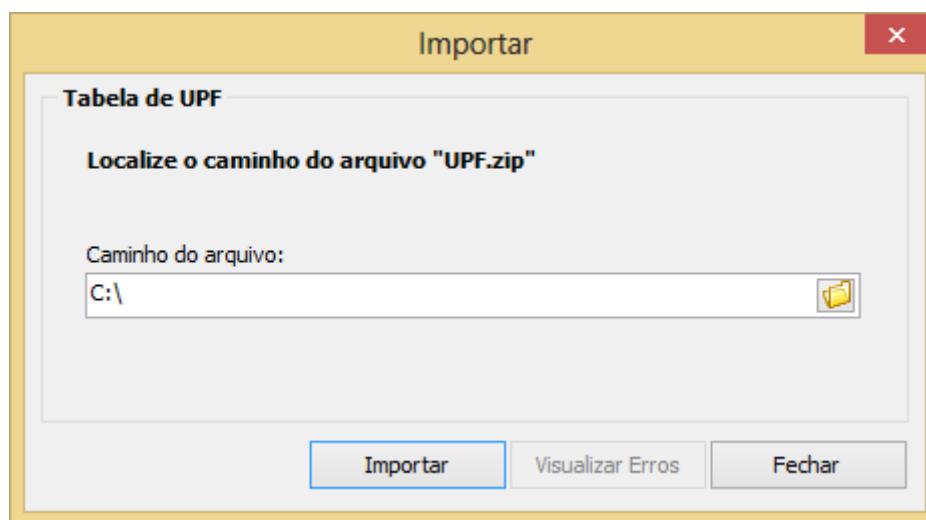 Importar
Tabela de UPF
Localize o caminho do arquivo "UPF.zip"
Caminho do arquivo:
C:\
Importar
Visualizar Erros
Fechar